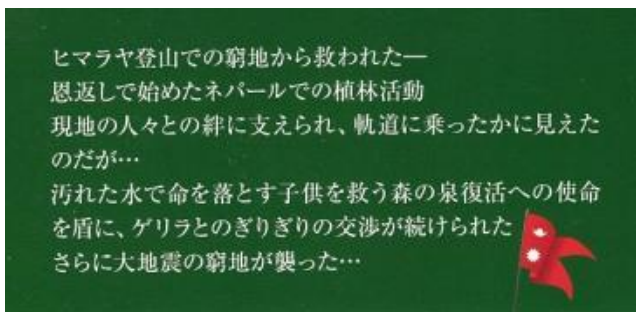 ヒマラヤ登山での窮地から救われた―
恩返しで始めたネパールでの植林活動
現地の人々との絆に支えられ、軌道に乗ったかに見えた
のだが…
汚れた水で命を落とす子供を救う森の泉復活への使命
を盾に、ゲリラとのぎりぎりの交渉が続けられた
さらに大地震の窮地が襲った…